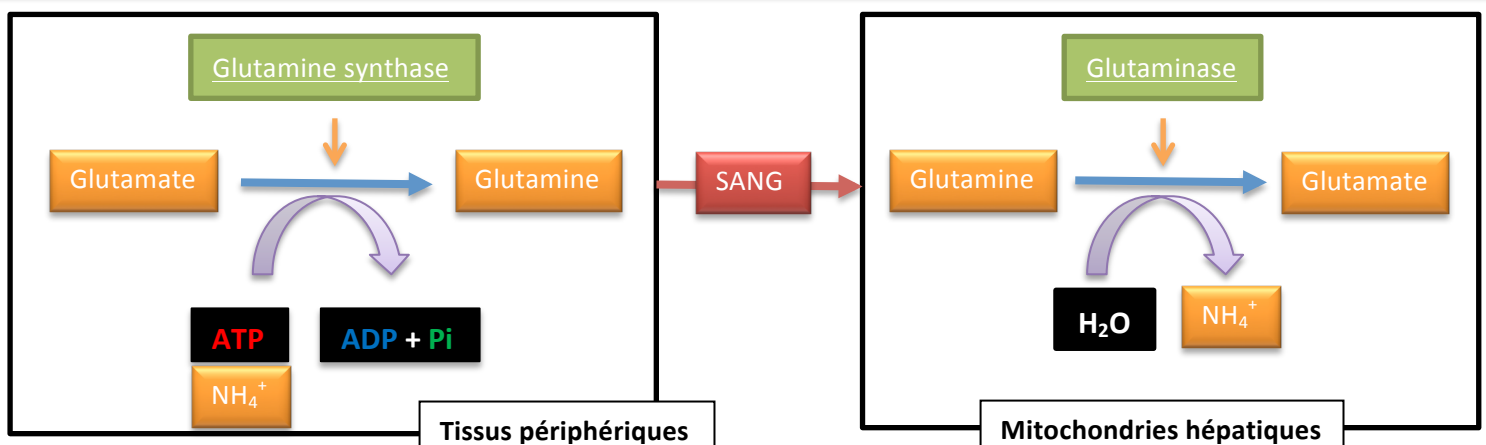 Glutamine synthase
Glutamate
Glutamine
ATP
ADP + Pi
NH₄⁺
Tissus périphériques
SANG
Glutaminase
Glutamine
Glutamate
H₂O
NH₄⁺
Mitochondries hépatiques